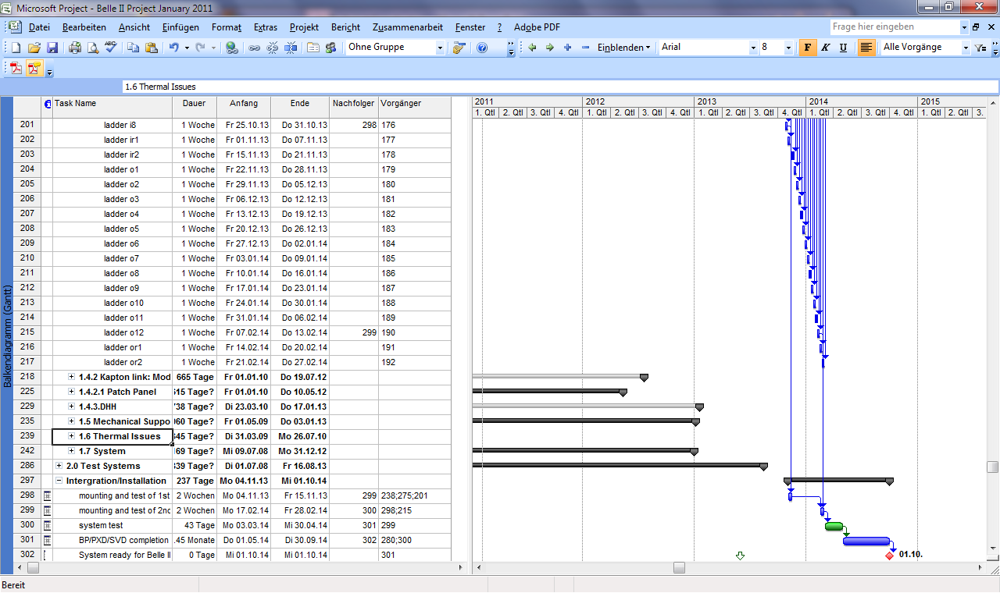 Microsoft Project - Belle II Project January 2011
Datei Bearbeiten Ansicht Einfügen Format Extras Projekt Bericht Zusammenarbeit Fenster ? Adobe PDF Frage hier eingeben
Ohne Gruppe Einblenden Arial 8 F K U Alle Vorgänge
1.6 Thermal Issues
Task Name Dauer Anfang Ende Nachfolger Vorgänger 2011 2012 2013 2014 2015
1. Qtl 2. Qtl 3. Qtl 4. Qtl 1. Qtl 2. Qtl 3. Qtl 4. Qtl 1. Qtl 2. Qtl 3. Qtl 4. Qtl 1. Qtl 2. Qtl 3. Qtl 4. Qtl 1. Qtl 2. Qtl 3.
201 ladder i8 1 Woche Fr 25.10.13 Do 31.10.13 298 176
202 ladder ir1 1 Woche Fr 01.11.13 Do 07.11.13 177
203 ladder ir2 1 Woche Fr 15.11.13 Do 21.11.13 178
204 ladder o1 1 Woche Fr 22.11.13 Do 28.11.13 179
205 ladder o2 1 Woche Fr 29.11.13 Do 05.12.13 180
206 ladder o3 1 Woche Fr 06.12.13 Do 12.12.13 181
207 ladder o4 1 Woche Fr 13.12.13 Do 19.12.13 182
208 ladder o5 1 Woche Fr 20.12.13 Do 26.12.13 183
209 ladder o6 1 Woche Fr 27.12.13 Do 02.01.14 184
210 ladder o7 1 Woche Fr 03.01.14 Do 09.01.14 185
211 ladder o8 1 Woche Fr 10.01.14 Do 16.01.14 186
212 ladder o9 1 Woche Fr 17.01.14 Do 23.01.14 187
213 ladder o10 1 Woche Fr 24.01.14 Do 30.01.14 188
214 ladder o11 1 Woche Fr 31.01.14 Do 06.02.14 189
215 ladder o12 1 Woche Fr 07.02.14 Do 13.02.14 299 190
216 ladder or1 1 Woche Fr 14.02.14 Do 20.02.14 191
217 ladder or2 1 Woche Fr 21.02.14 Do 27.02.14 192
218 1.4.2 Kapton link: Mod 665 Tage Fr 01.01.10 Do 19.07.12
225 1.4.2.1 Patch Panel 615 Tage? Fr 01.01.10 Do 10.05.12
229 1.4.3.DHH 738 Tage? Di 23.03.10 Do 17.01.13
235 1.5 Mechanical Suppo 960 Tage? Fr 01.05.09 Do 03.01.13
239 1.6 Thermal Issues 45 Tage? Di 31.03.09 Mo 26.07.10
242 1.7 System 69 Tage? Mi 09.07.08 Mo 31.12.12
286 2.0 Test Systems 39 Tage? Di 01.07.08 Fr 16.08.13
297 Intergration/Installation 237 Tage Mo 04.11.13 Mi 01.10.14
298 mounting and test of 1st 2 Wochen Mo 04.11.13 Fr 15.11.13 299 238;275;201
299 mounting and test of 2nd 2 Wochen Mo 17.02.14 Fr 28.02.14 300 298;215
300 system test 43 Tage Mo 03.03.14 Mi 30.04.14 301 299
301 BP/PXD/SVD completion .45 Monate Do 01.05.14 Di 30.09.14 302 280;300
302 System ready for Belle II 0 Tage Mi 01.10.14 Mi 01.10.14 301 01.10.
Balkendiagramm (Gantt)
Bereit